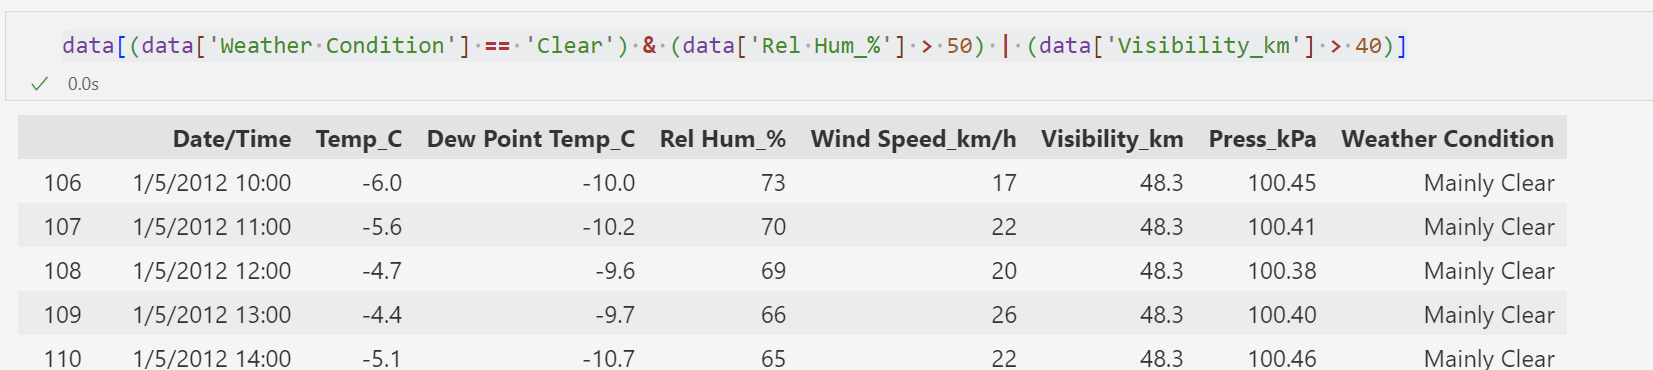 data[(data['Weather Condition'] == 'Clear') & (data['Rel Hum_%'] > 50) | (data['Visibility_km'] > 40)]
0.0s
Date/Time Temp_C Dew Point Temp_C Rel Hum_% Wind Speed_km/h Visibility_km Press_kPa Weather Condition
106 1/5/2012 10:00 -6.0 -10.0 73 17 48.3 100.45 Mainly Clear
107 1/5/2012 11:00 -5.6 -10.2 70 22 48.3 100.41 Mainly Clear
108 1/5/2012 12:00 -4.7 -9.6 69 20 48.3 100.38 Mainly Clear
109 1/5/2012 13:00 -4.4 -9.7 66 26 48.3 100.40 Mainly Clear
110 1/5/2012 14:00 -5.1 -10.7 65 22 48.3 100.46 Mainly Clear